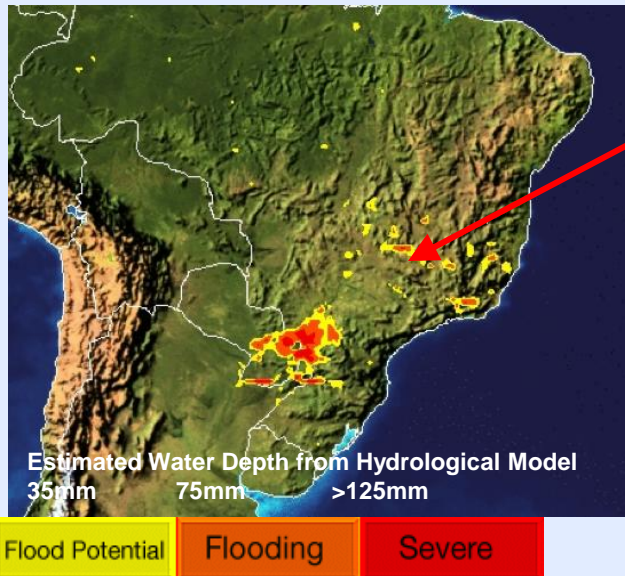 Estimated Water Depth from Hydrological Model
35mm 75mm >125mm
Flood Potential Flooding Severe